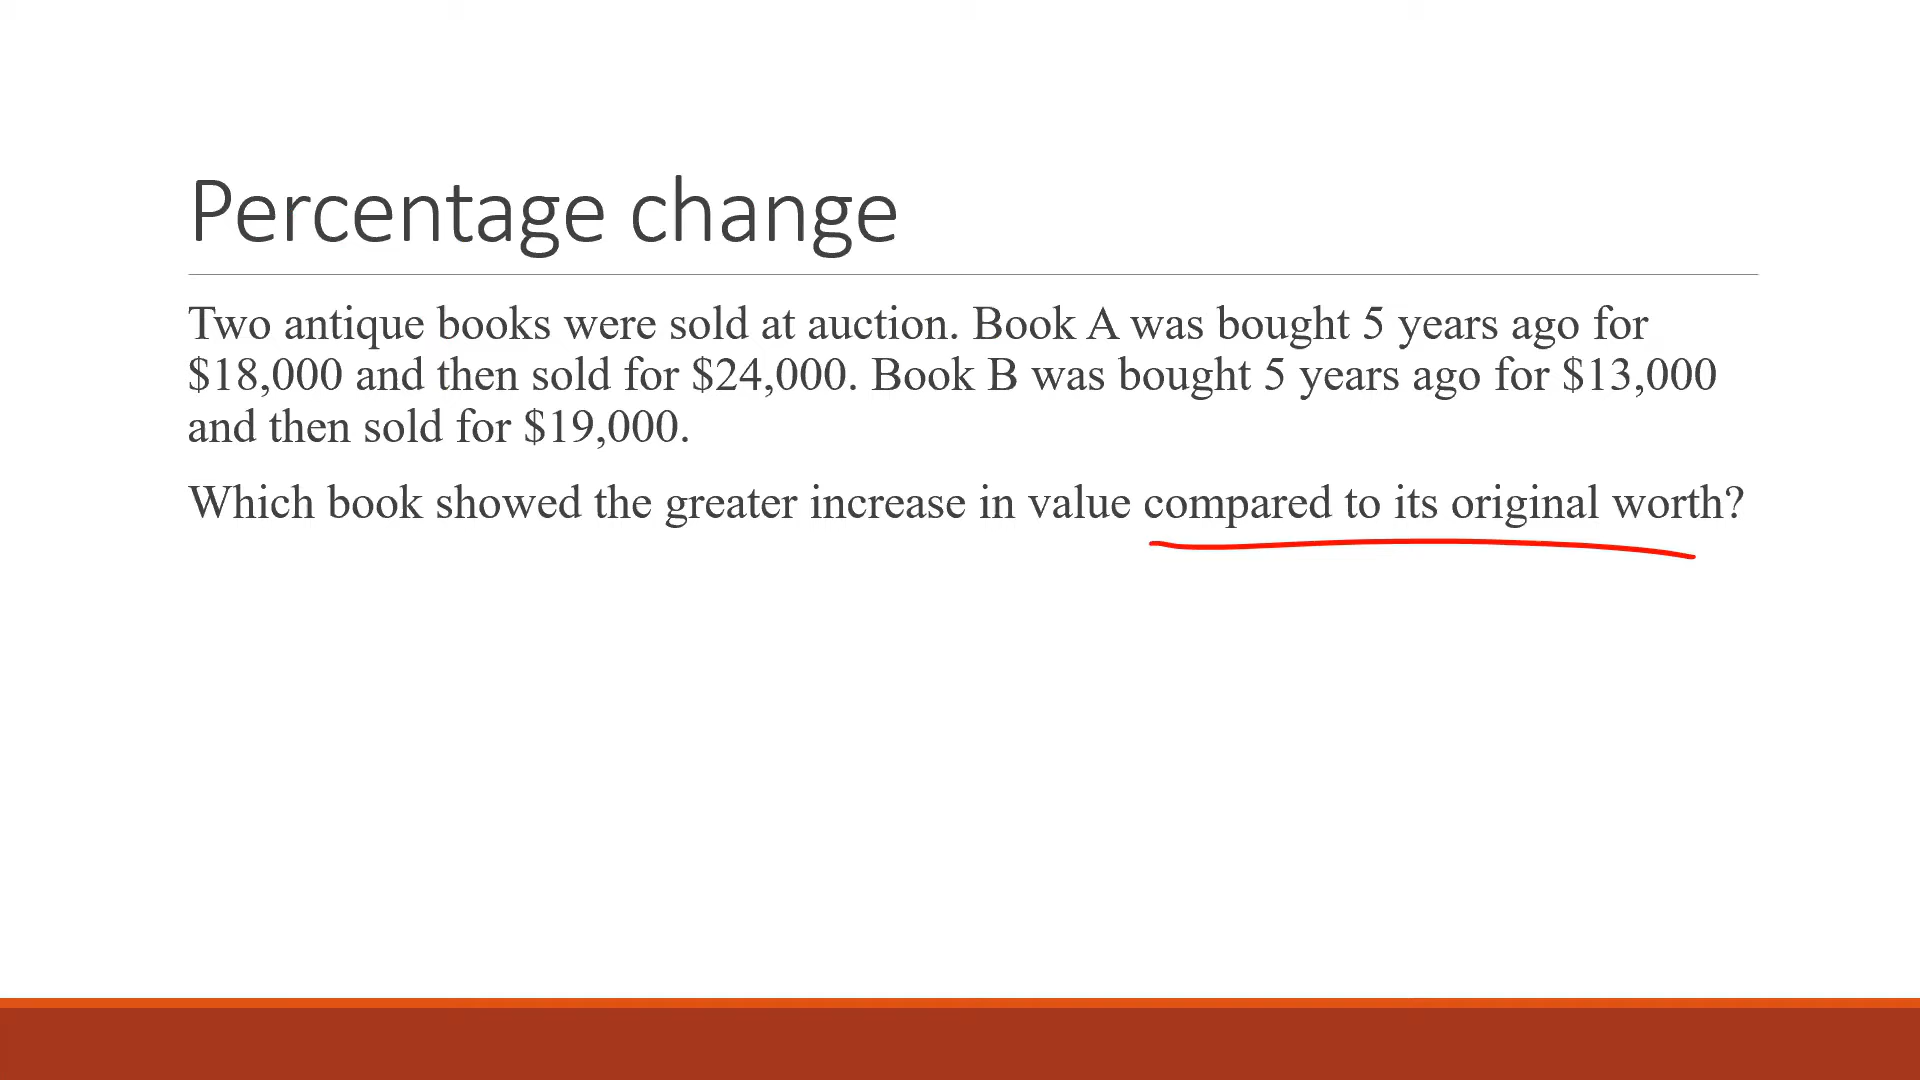 Percentage change
Two antique books were sold at auction. Book A was bought 5 years ago for
$18,000 and then sold for $24,000. Book B was bought 5 years ago for $13,000
and then sold for $19,000.
Which book showed the greater increase in value compared to its original worth?